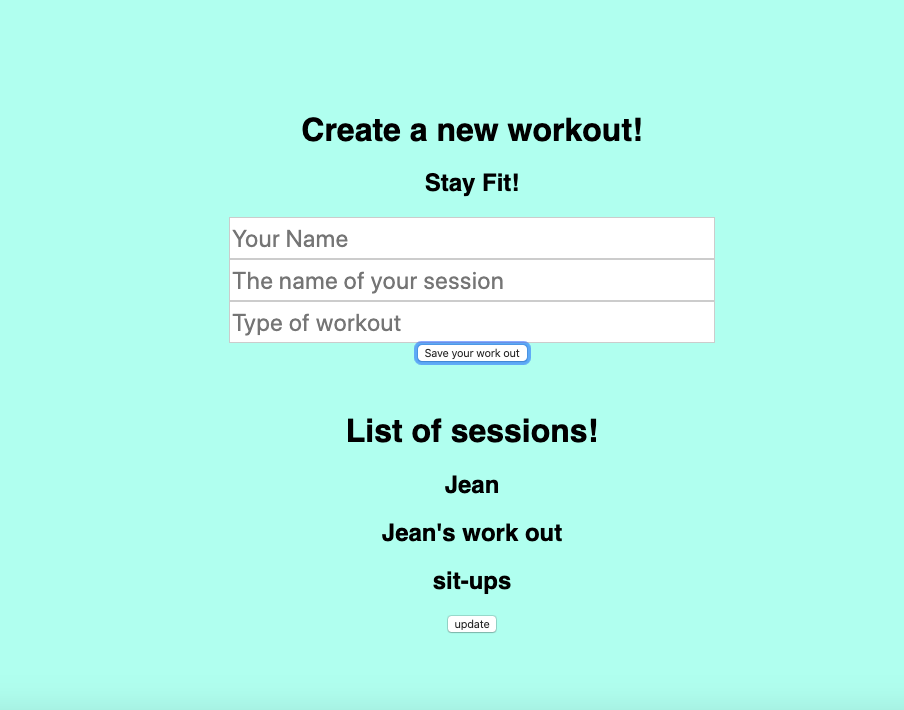 Create a new workout!
Stay Fit!
Your Name
The name of your session
Type of workout
Save your work out
List of sessions!
Jean
Jean's work out
sit-ups
update